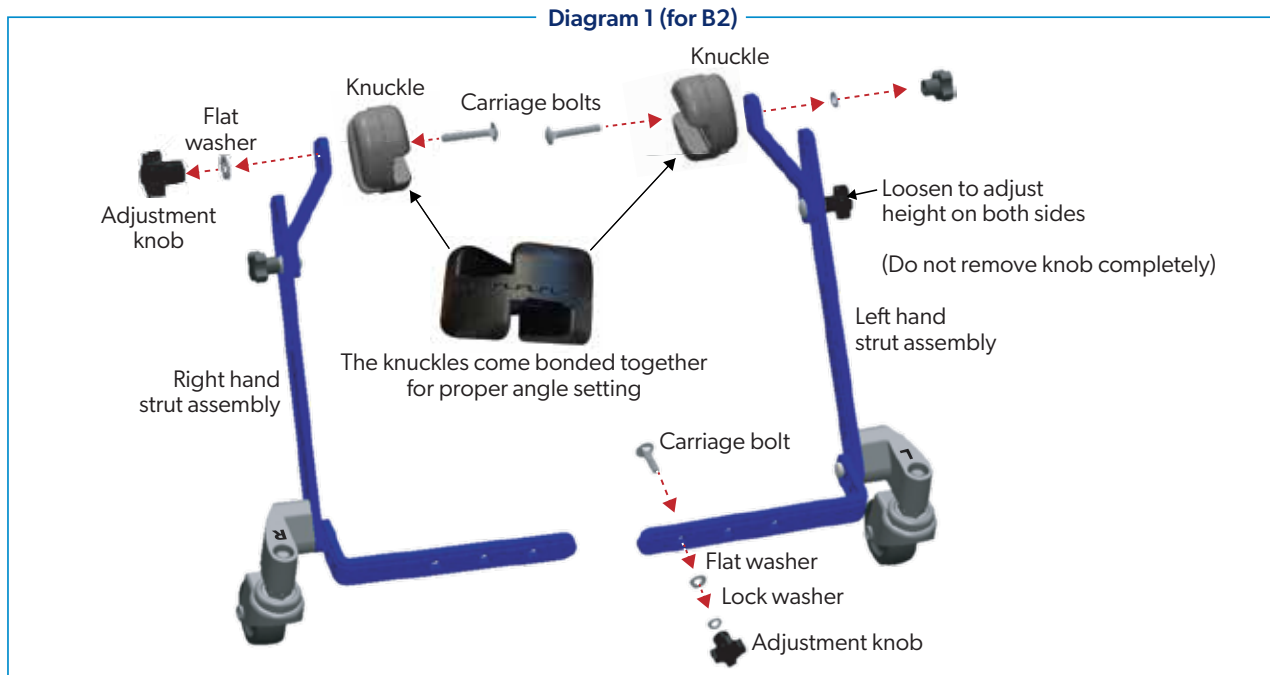 Diagram 1 (for B2)
Knuckle
Knuckle
Carriage bolts
Flat
washer
Adjustment
knob
Loosen to adjust
height on both sides
(Do not remove knob completely)
Left hand
strut assembly
The knuckles come bonded together
for proper angle setting
Right hand
strut assembly
Carriage bolt
L
R
Flat washer
Lock washer
Adjustment knob